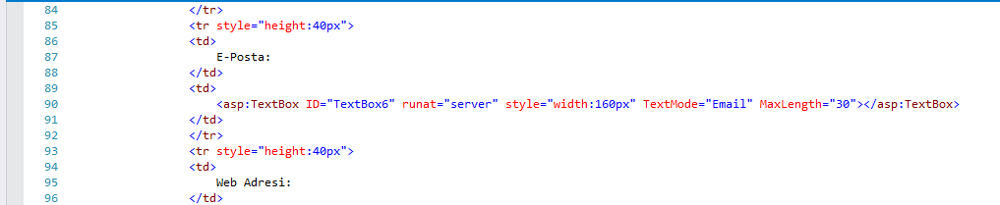 84 </tr>
85 <tr style="height:40px">
86 <td>
87 E-Posta:
88 </td>
89 <td>
90 <asp:TextBox ID="TextBox6" runat="server" style="width:160px" TextMode="Email" MaxLength="30"></asp:TextBox>
91 </td>
92 </tr>
93 <tr style="height:40px">
94 <td>
95 Web Adresi:
96 </td>